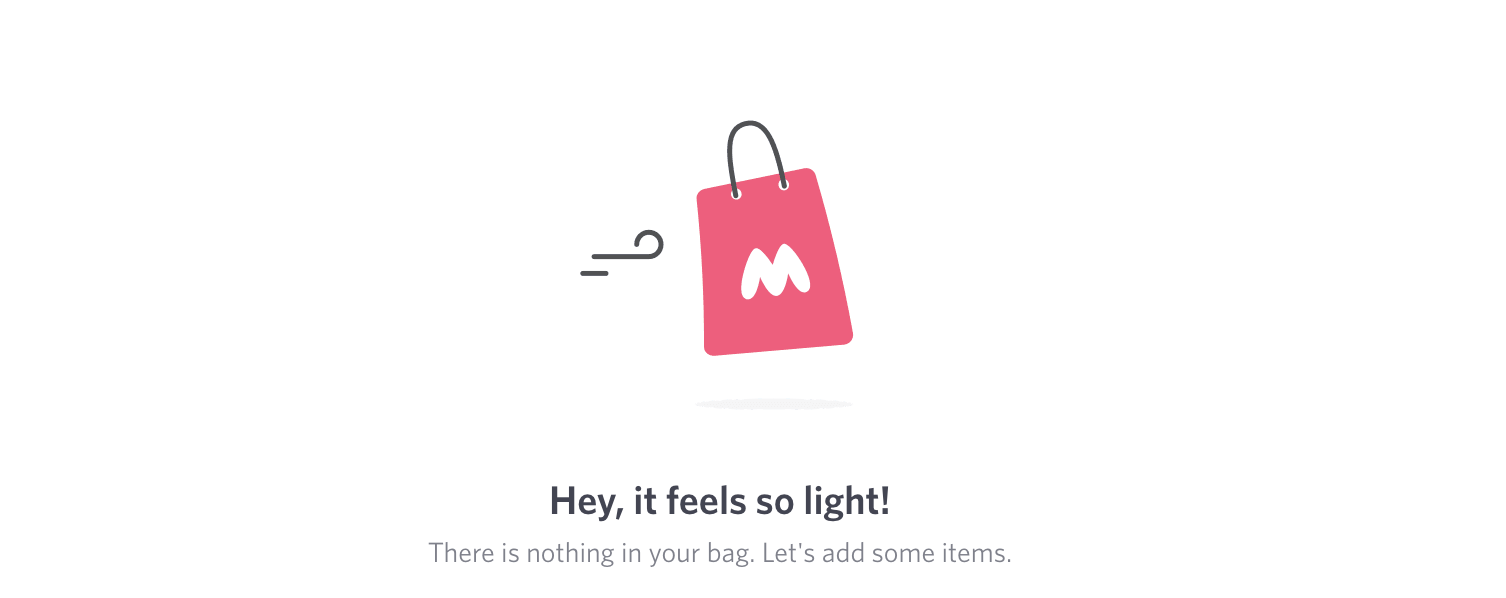 M
Hey, it feels so light!
There is nothing in your bag. Let's add some items.